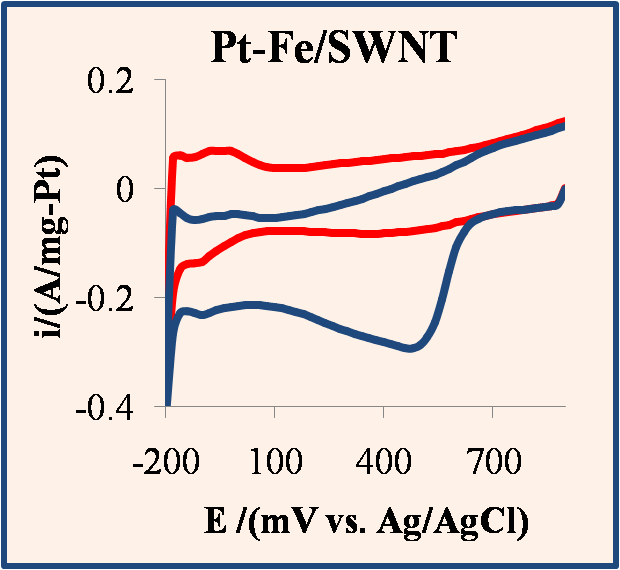 Pt-Fe/SWNT
0.2
0
-0.2
-0.4
i/(A/mg-Pt)
-200 100 400 700
E /(mV vs. Ag/AgCl)